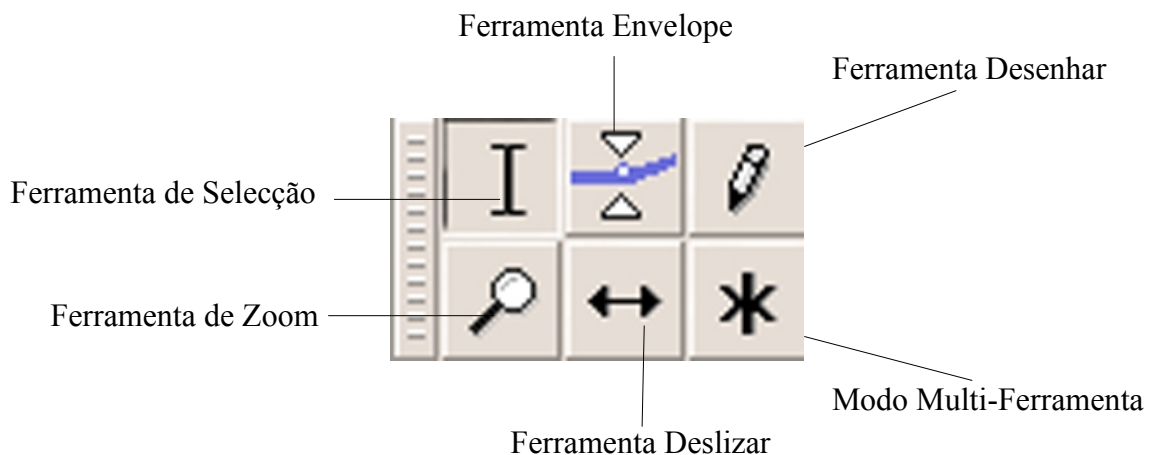 Ferramenta Envelope
Ferramenta Desenhar
Ferramenta de Selecção
Ferramenta de Zoom
Modo Multi-Ferramenta
Ferramenta Deslizar